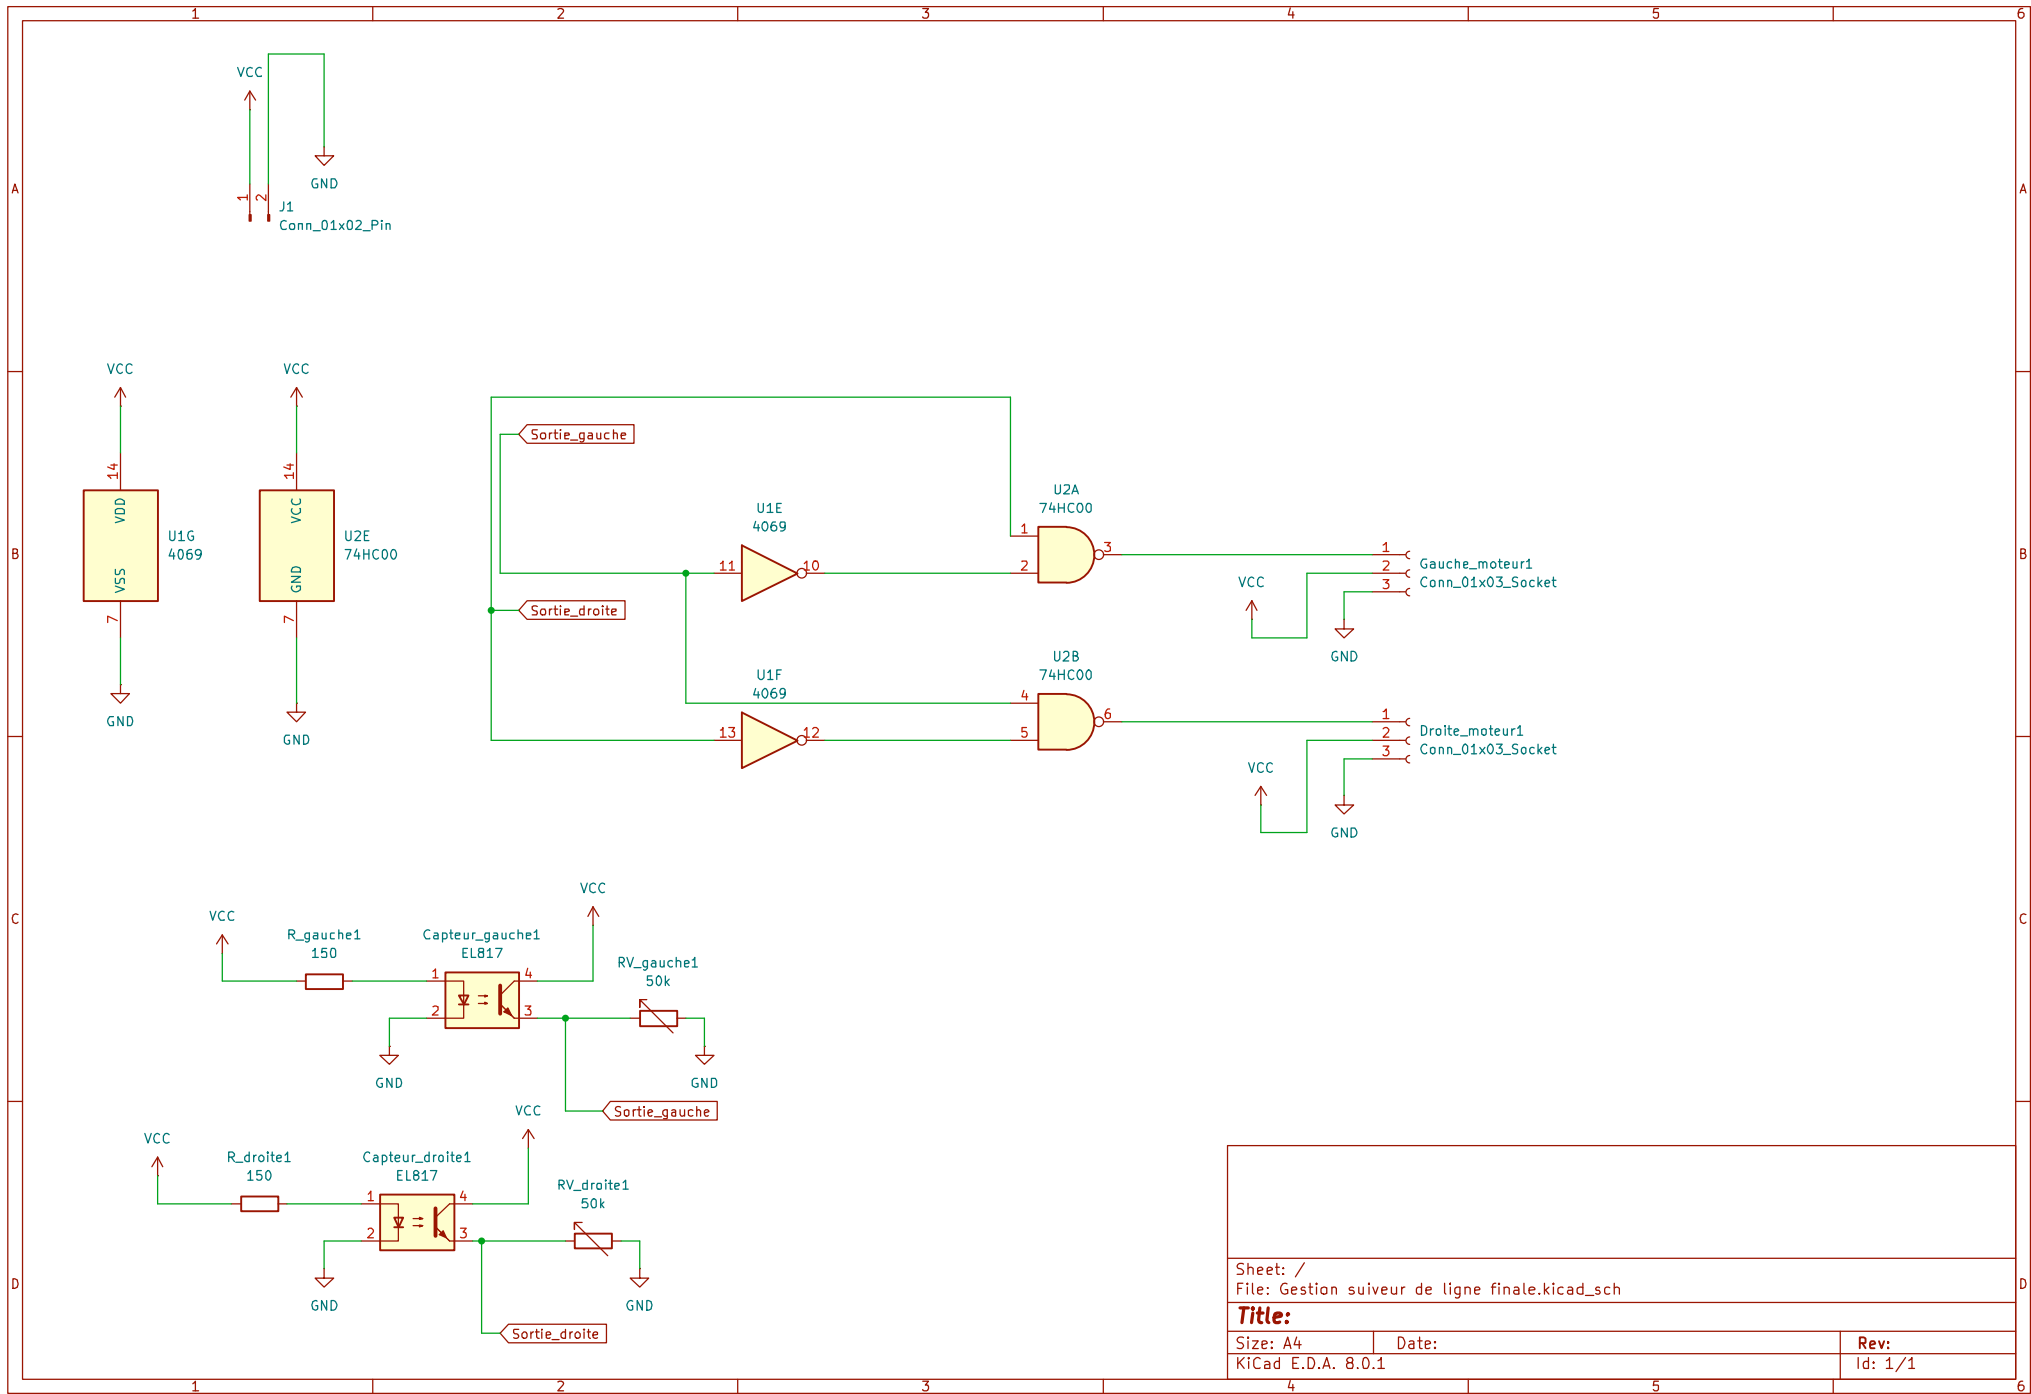 1 2 3 4 5 6
A A
B B
C C
D D
VCC
GND
1 2
J1
Conn_01x02_Pin
VCC
14
VDD
VSS
7
U1G
4069
GND
VCC
14
VCC
GND
7
U2E
74HC00
GND
Sortie_gauche
Sortie_droite
U1E
4069
11 10
U1F
4069
13 12
U2A
74HC00
1
2
3
U2B
74HC00
4
5
6
1
2
3
Gauche_moteur1
Conn_01x03_Socket
VCC
GND
1
2
3
Droite_moteur1
Conn_01x03_Socket
VCC
GND
VCC
R_gauche1
150
Capteur_gauche1
EL817
1 4
2 3
VCC
RV_gauche1
50k
GND
GND
Sortie_gauche
VCC
R_droite1
150
Capteur_droite1
EL817
1 4
2 3
VCC
RV_droite1
50k
GND
GND
Sortie_droite
Sheet: /
File: Gestion suiveur de ligne finale.kicad_sch
Title:
Size: A4 Date: Rev:
KiCad E.D.A. 8.0.1 Id: 1/1
1 2 3 4 5 6